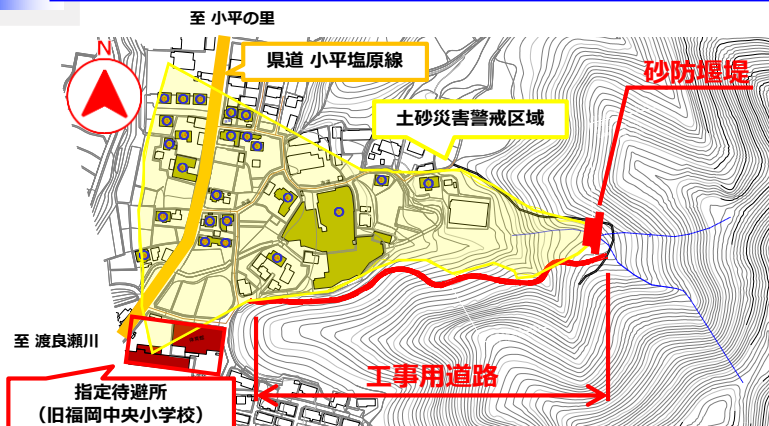 至 小平の里
N
県道 小平塩原線
砂防堰堤
土砂災害警戒区域
至 渡良瀬川
工事用道路
指定待避所
（旧福岡中央小学校）